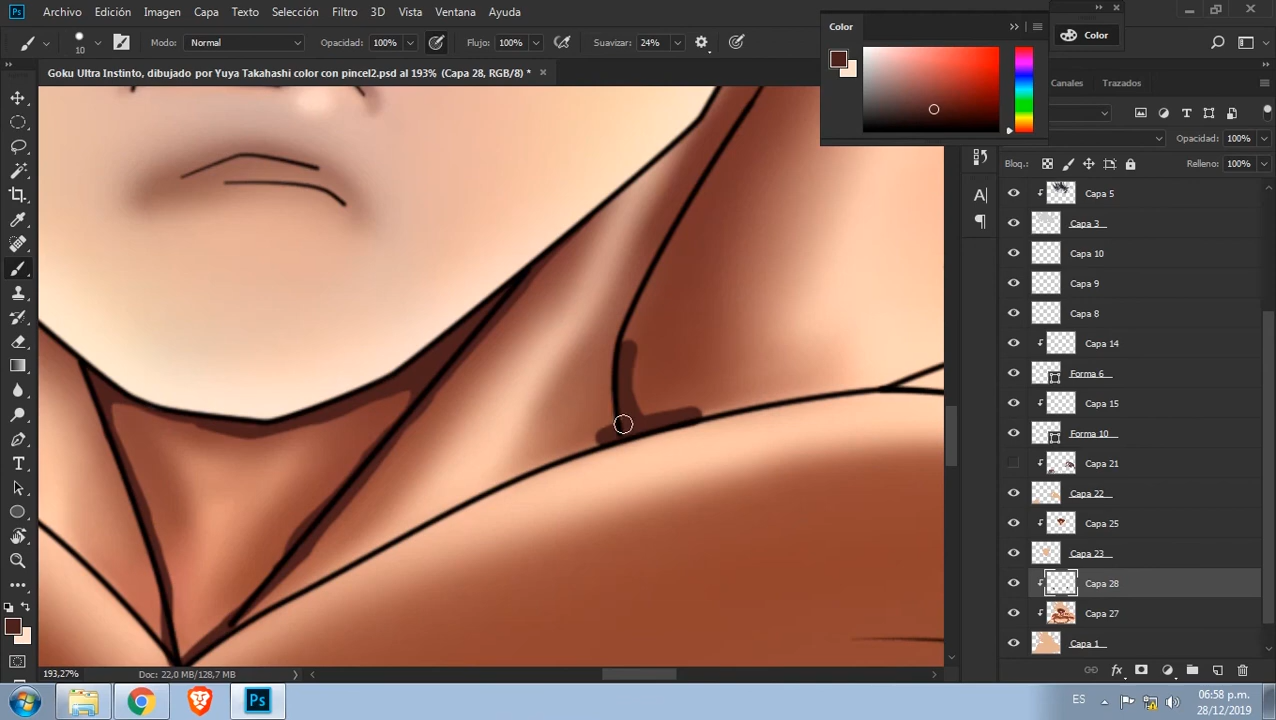 Ps Archivo Edición Imagen Capa Texto Selección Filtro 3D Vista Ventana Ayuda
10 Modo: Normal Opacidad: 100% Flujo: 100% Suavizar: 24%
Color
Color
Goku Ultra Instinto, dibujado por Yuya Takahashi color con pincel2.psd al 193% (Capa 28, RGB/8) *
Canales Trazados
Opacidad: 100%
Bloq.: Relleno: 100%
Capa 5
Capa 3
Capa 10
Capa 9
Capa 8
Capa 14
Forma 6
Capa 15
Forma 10
Capa 21
Capa 22
Capa 25
Capa 23
Capa 28
Capa 27
Capa 1
193,27% Doc: 22,0 MB/128,7 MB
Ps ES 06:58 p.m.
28/12/2019